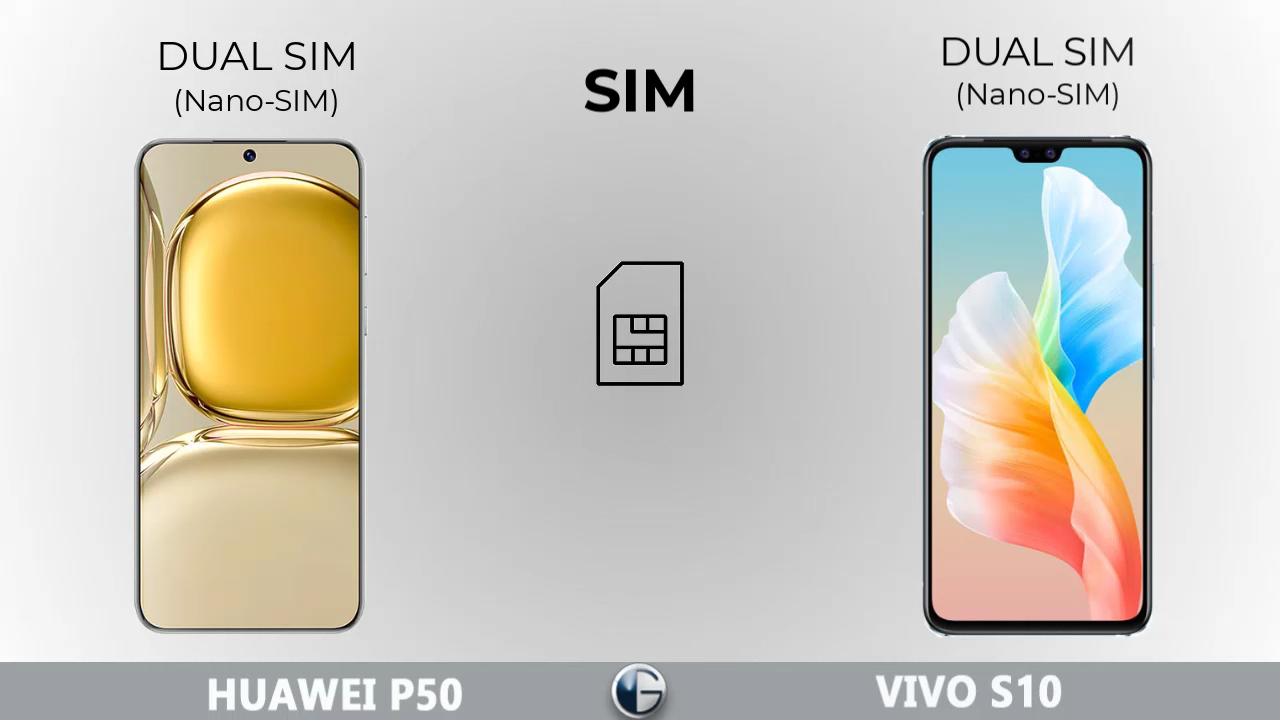 DUAL SIM
(Nano-SIM)
SIM
DUAL SIM
(Nano-SIM)
HUAWEI P50
G
VIVO S10